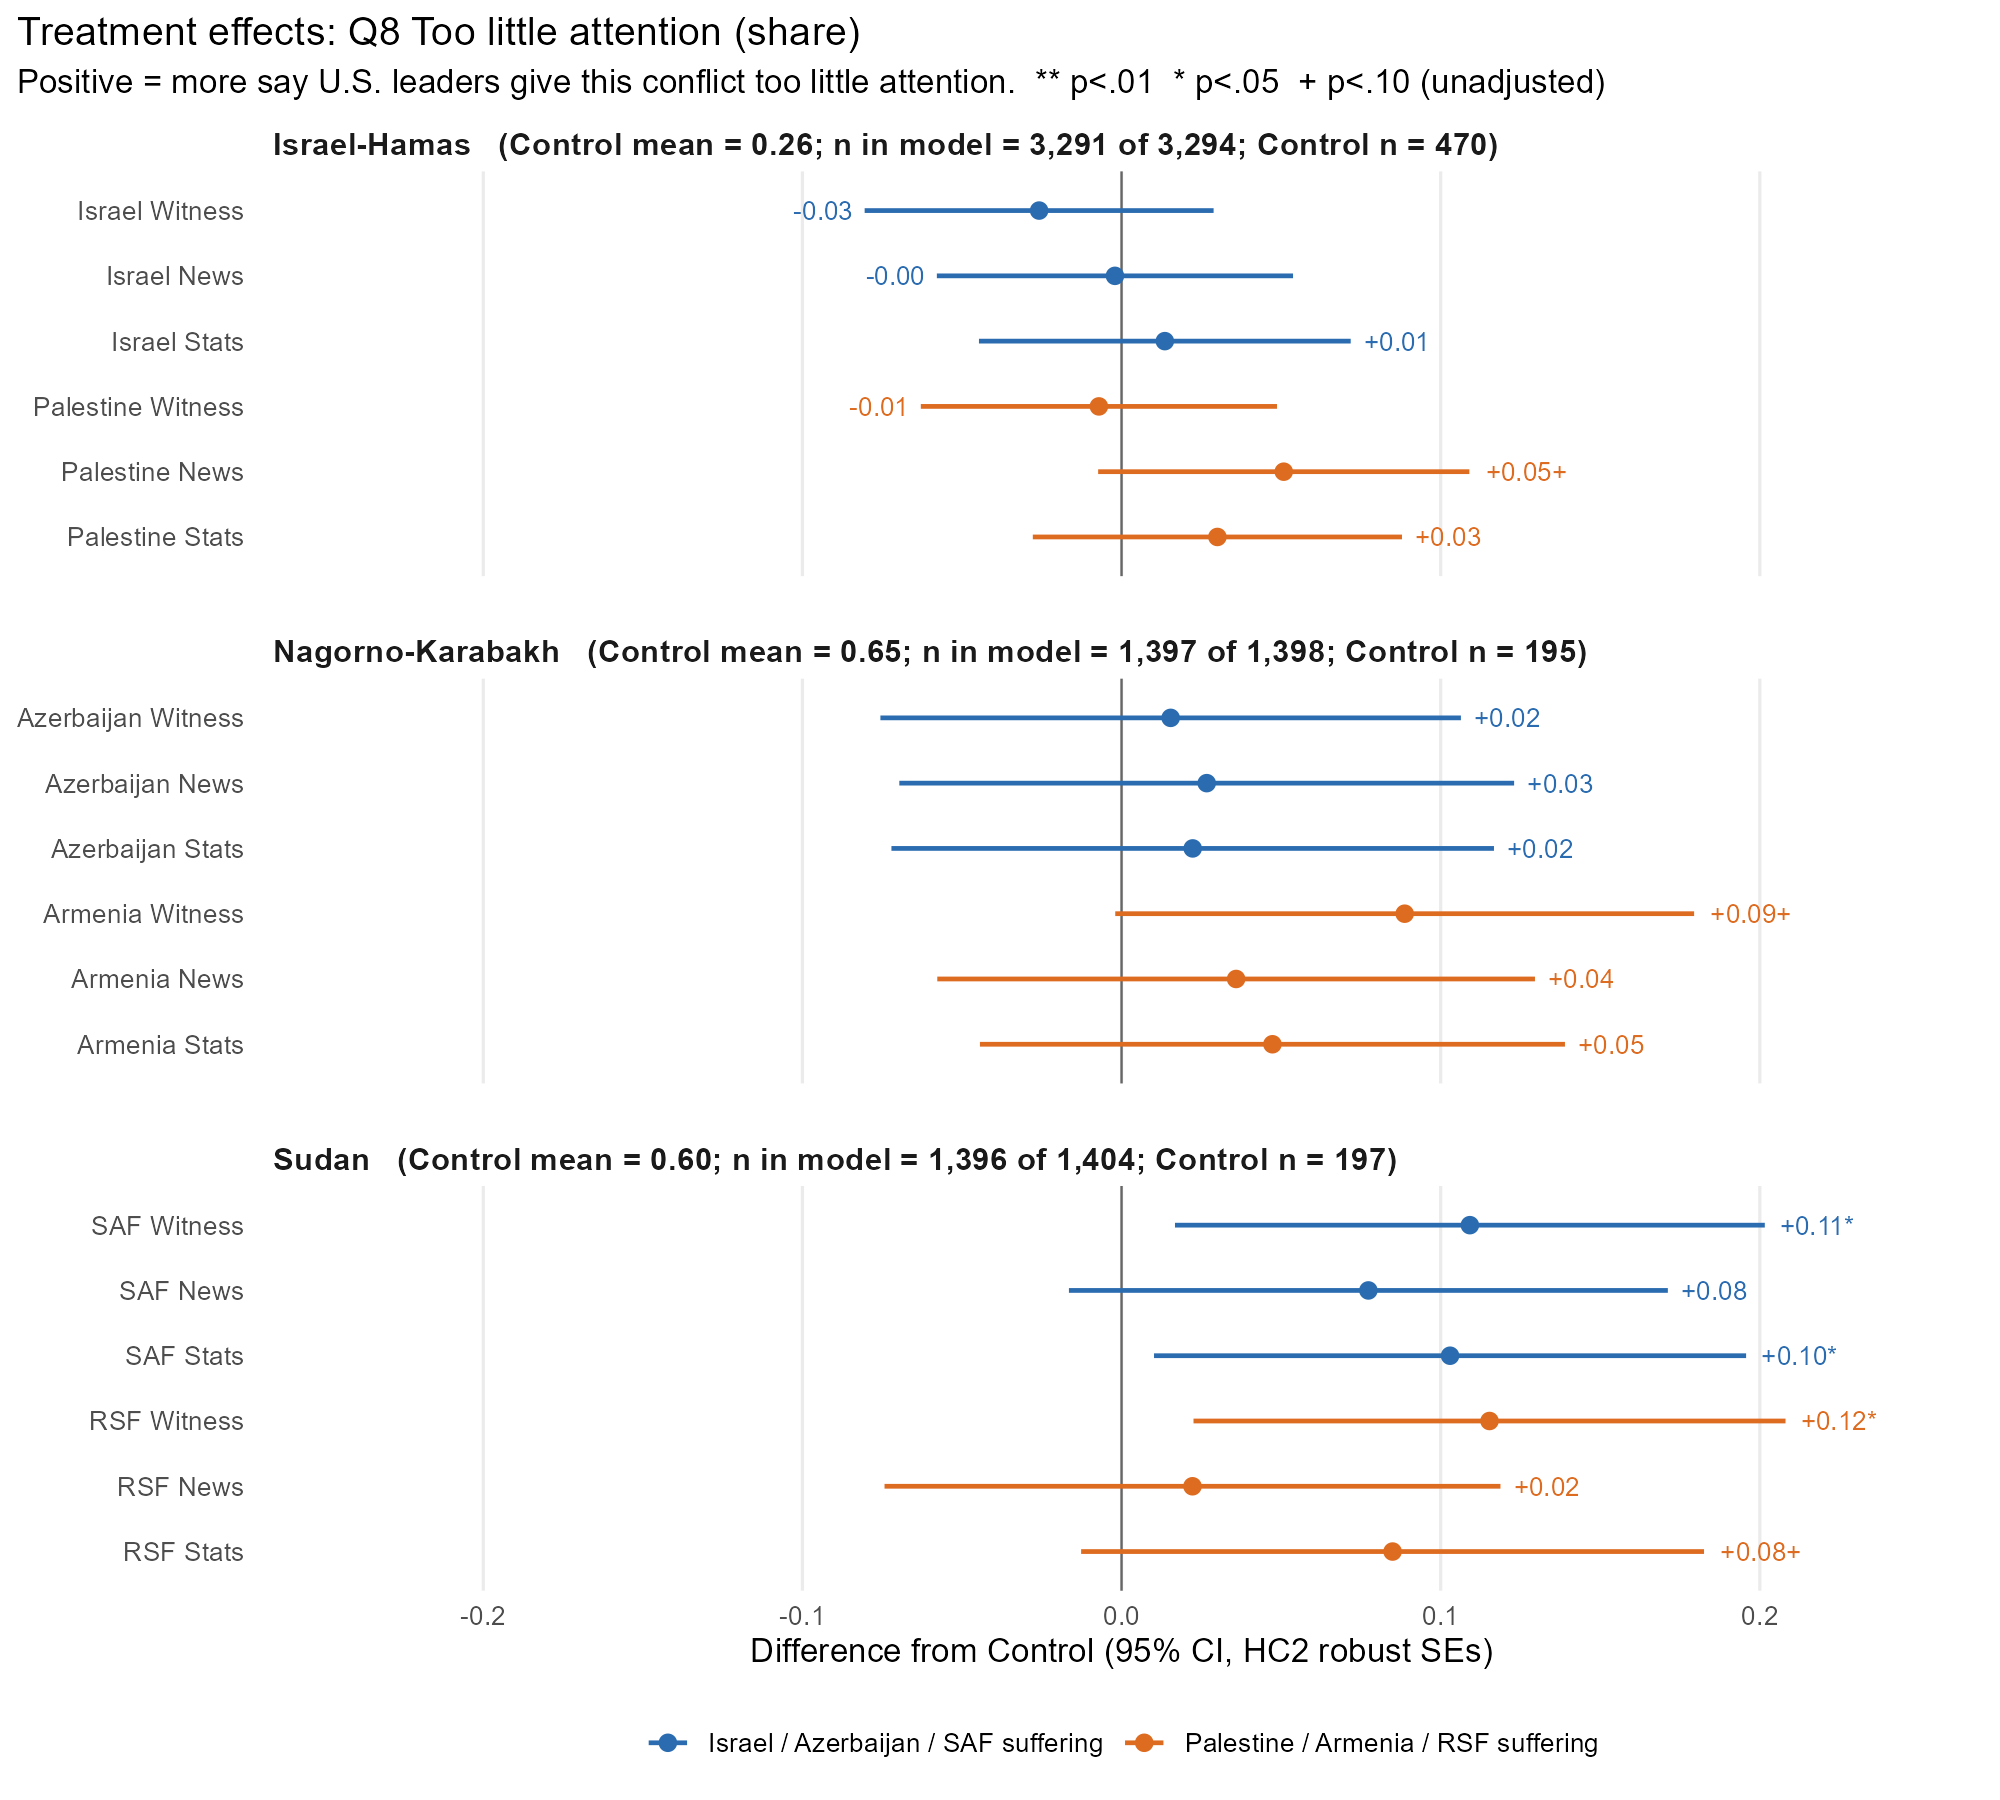 Treatment effects: Q8 Too little attention (share)
Positive = more say U.S. leaders give this conflict too little attention.  ** p<.01  * p<.05  + p<.10 (unadjusted)
Israel-Hamas   (Control mean = 0.26; n in model = 3,291 of 3,294; Control n = 470)
Israel Witness -0.03
Israel News -0.00
Israel Stats +0.01
Palestine Witness -0.01
Palestine News +0.05+
Palestine Stats +0.03
Nagorno-Karabakh   (Control mean = 0.65; n in model = 1,397 of 1,398; Control n = 195)
Azerbaijan Witness +0.02
Azerbaijan News +0.03
Azerbaijan Stats +0.02
Armenia Witness +0.09+
Armenia News +0.04
Armenia Stats +0.05
Sudan   (Control mean = 0.60; n in model = 1,396 of 1,404; Control n = 197)
SAF Witness +0.11*
SAF News +0.08
SAF Stats +0.10*
RSF Witness +0.12*
RSF News +0.02
RSF Stats +0.08+
-0.2 -0.1 0.0 0.1 0.2
Difference from Control (95% CI, HC2 robust SEs)
Israel / Azerbaijan / SAF suffering Palestine / Armenia / RSF suffering